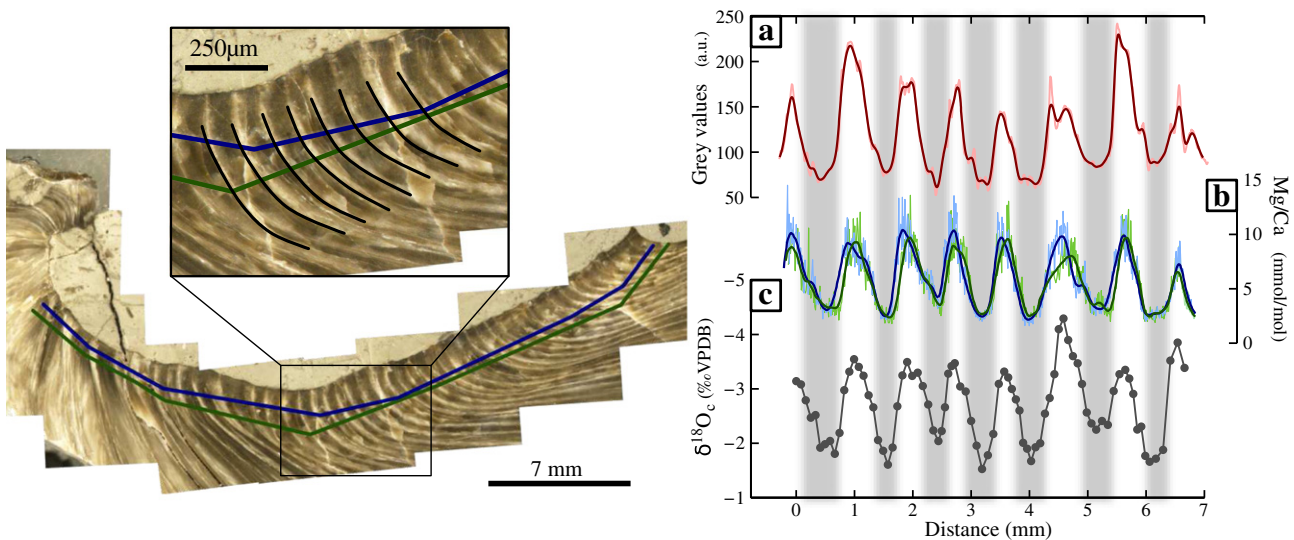 250μm
7 mm
a
Grey values (a.u.)
250
200
150
100
50
b
Mg/Ca (mmol/mol)
15
10
5
0
c
δ¹⁸Oc (‰VPDB)
−5
−4
−3
−2
−1
0 1 2 3 4 5 6 7
Distance (mm)